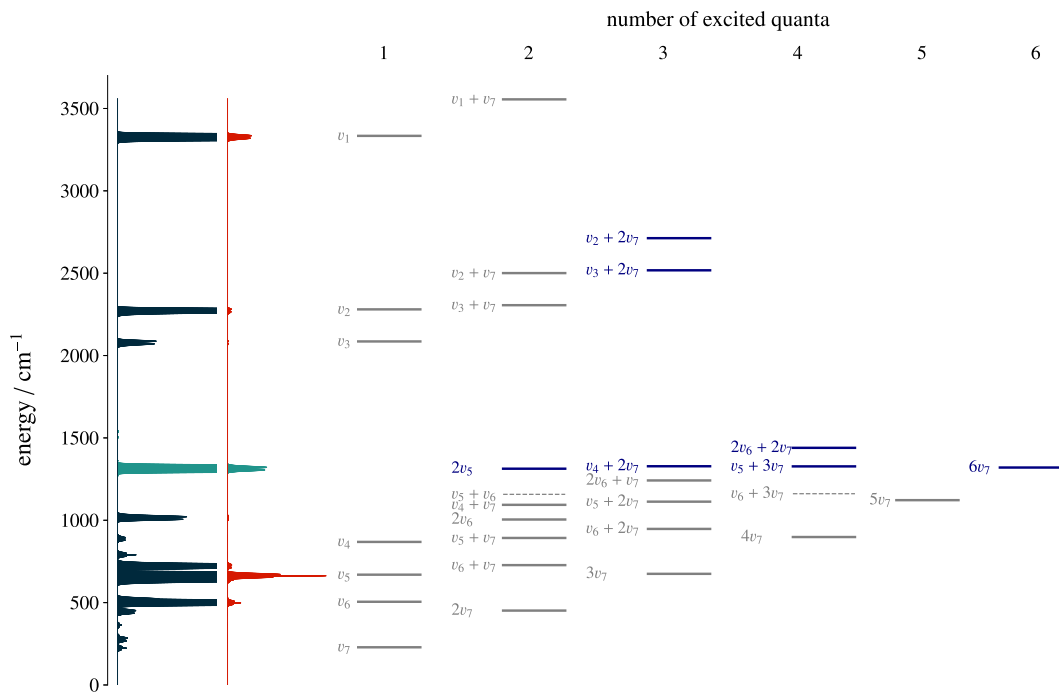 number of excited quanta
1 2 3 4 5 6
energy / cm⁻¹
3500
3000
2500
2000
1500
1000
500
0
v₁
v₂
v₃
v₄
v₅
v₆
v₇
v₁ + v₇
v₂ + v₇
v₃ + v₇
2v₅
v₅ + v₆
v₄ + v₇
2v₆
v₅ + v₇
v₆ + v₇
2v₇
v₂ + 2v₇
v₃ + 2v₇
v₄ + 2v₇
2v₆ + v₇
v₅ + 2v₇
v₆ + 2v₇
3v₇
2v₆ + 2v₇
v₅ + 3v₇
v₆ + 3v₇
4v₇
5v₇
6v₇